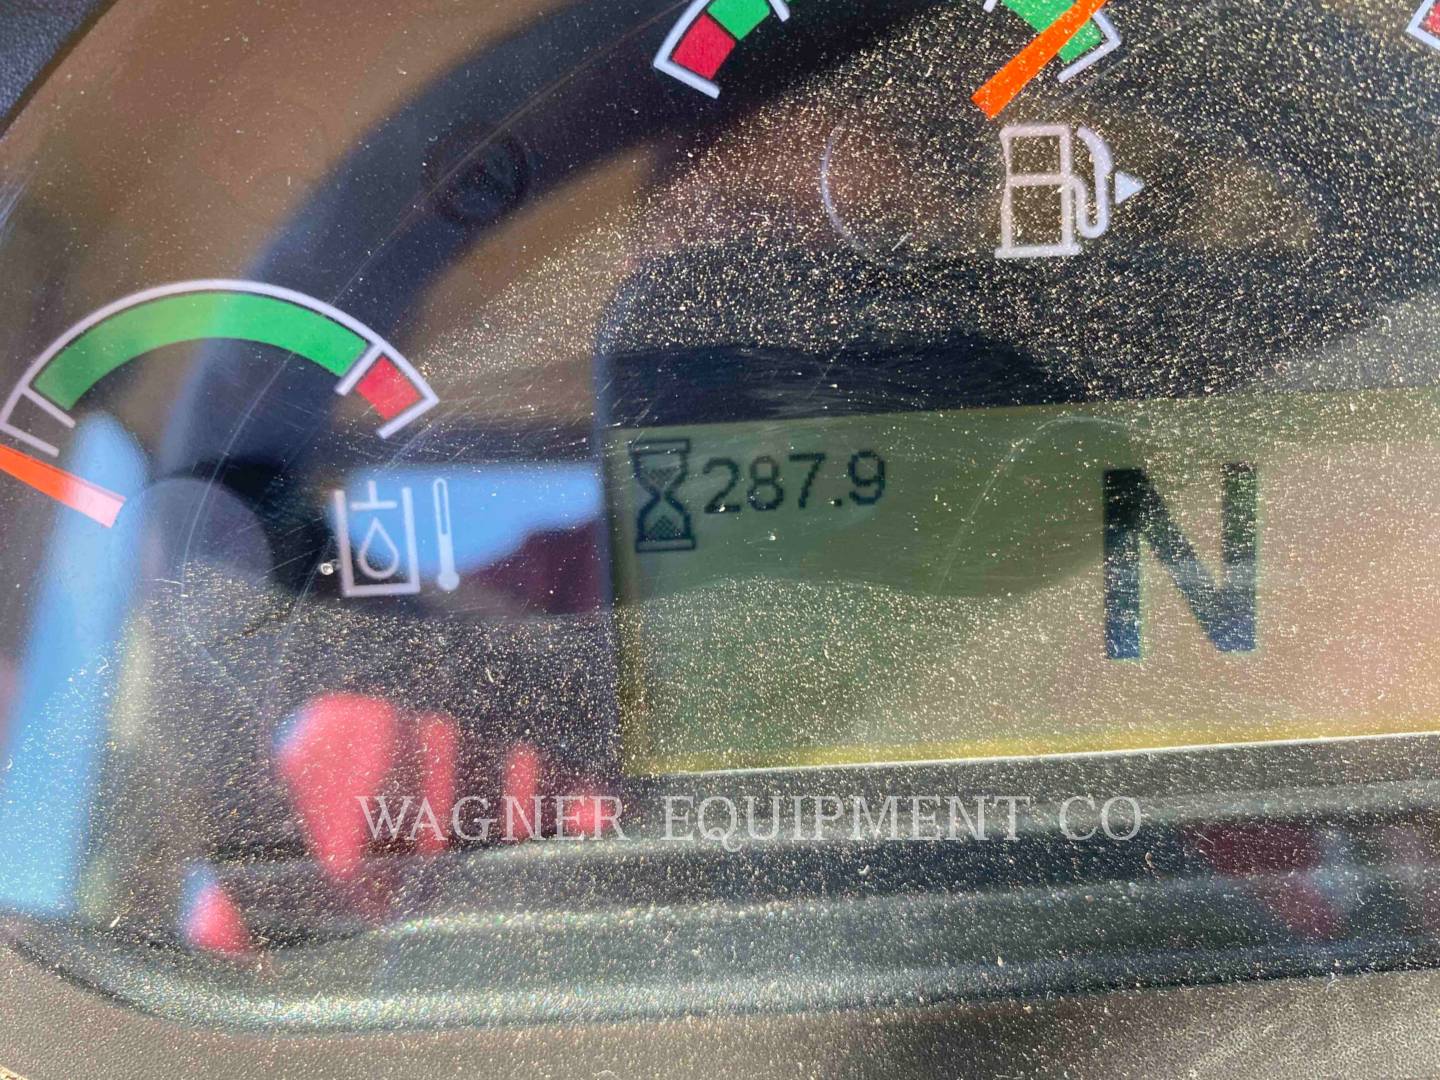 287.9
N
WAGNER EQUIPMENT CO